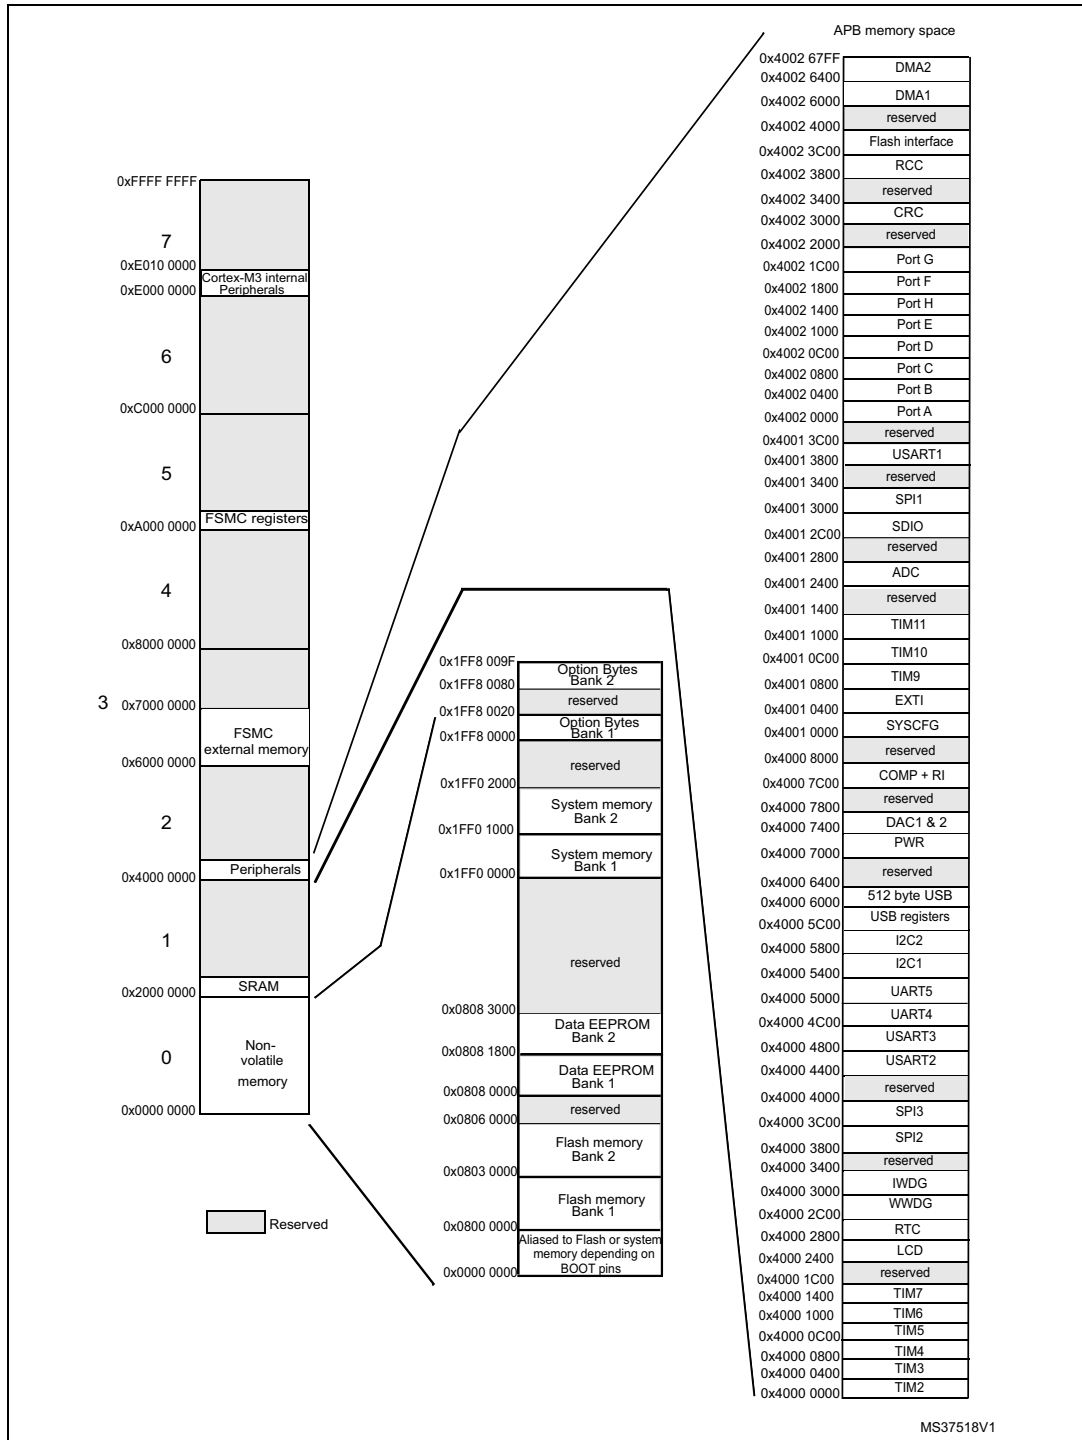 APB memory space
0xFFFF FFFF
7
0xE010 0000
Cortex-M3 internal
Peripherals
0xE000 0000
6
0xC000 0000
5
FSMC registers
0xA000 0000
4
0x8000 0000
3
0x7000 0000
FSMC
external memory
0x6000 0000
2
Peripherals
0x4000 0000
1
SRAM
0x2000 0000
0
Non-
volatile
memory
0x0000 0000
Reserved
0x1FF8 009F
Option Bytes
Bank 2
0x1FF8 0080
reserved
0x1FF8 0020
Option Bytes
Bank 1
0x1FF8 0000
reserved
0x1FF0 2000
System memory
Bank 2
0x1FF0 1000
System memory
Bank 1
0x1FF0 0000
reserved
0x0808 3000
Data EEPROM
Bank 2
0x0808 1800
Data EEPROM
Bank 1
0x0808 0000
reserved
0x0806 0000
Flash memory
Bank 2
0x0803 0000
Flash memory
Bank 1
0x0800 0000
Aliased to Flash or system
memory depending on
BOOT pins
0x0000 0000
0x4002 67FF
DMA2
0x4002 6400
DMA1
0x4002 6000
reserved
0x4002 4000
Flash interface
0x4002 3C00
RCC
0x4002 3800
reserved
0x4002 3400
CRC
0x4002 3000
reserved
0x4002 2000
Port G
0x4002 1C00
Port F
0x4002 1800
Port H
0x4002 1400
Port E
0x4002 1000
Port D
0x4002 0C00
Port C
0x4002 0800
Port B
0x4002 0400
Port A
0x4002 0000
reserved
0x4001 3C00
USART1
0x4001 3800
reserved
0x4001 3400
SPI1
0x4001 3000
SDIO
0x4001 2C00
reserved
0x4001 2800
ADC
0x4001 2400
reserved
0x4001 1400
TIM11
0x4001 1000
TIM10
0x4001 0C00
TIM9
0x4001 0800
EXTI
0x4001 0400
SYSCFG
0x4001 0000
reserved
0x4000 8000
COMP + RI
0x4000 7C00
reserved
0x4000 7800
DAC1 & 2
0x4000 7400
PWR
0x4000 7000
reserved
0x4000 6400
512 byte USB
0x4000 6000
USB registers
0x4000 5C00
I2C2
0x4000 5800
I2C1
0x4000 5400
UART5
0x4000 5000
UART4
0x4000 4C00
USART3
0x4000 4800
USART2
0x4000 4400
reserved
0x4000 4000
SPI3
0x4000 3C00
SPI2
0x4000 3800
reserved
0x4000 3400
IWDG
0x4000 3000
WWDG
0x4000 2C00
RTC
0x4000 2800
LCD
0x4000 2400
reserved
0x4000 1C00
TIM7
0x4000 1400
TIM6
0x4000 1000
TIM5
0x4000 0C00
TIM4
0x4000 0800
TIM3
0x4000 0400
TIM2
0x4000 0000
MS37518V1